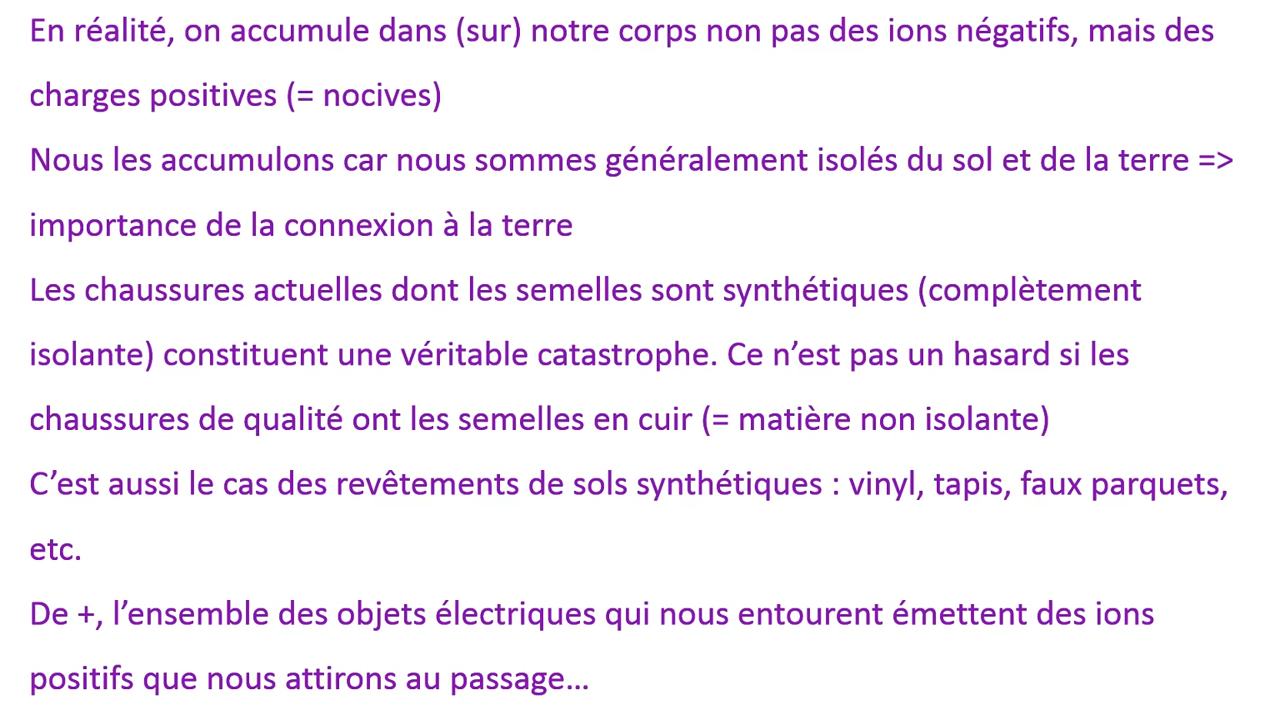 En réalité, on accumule dans (sur) notre corps non pas des ions négatifs, mais des
charges positives (= nocives)
Nous les accumulons car nous sommes généralement isolés du sol et de la terre =>
importance de la connexion à la terre
Les chaussures actuelles dont les semelles sont synthétiques (complètement
isolante) constituent une véritable catastrophe. Ce n’est pas un hasard si les
chaussures de qualité ont les semelles en cuir (= matière non isolante)
C’est aussi le cas des revêtements de sols synthétiques : vinyl, tapis, faux parquets,
etc.
De +, l’ensemble des objets électriques qui nous entourent émettent des ions
positifs que nous attirons au passage…